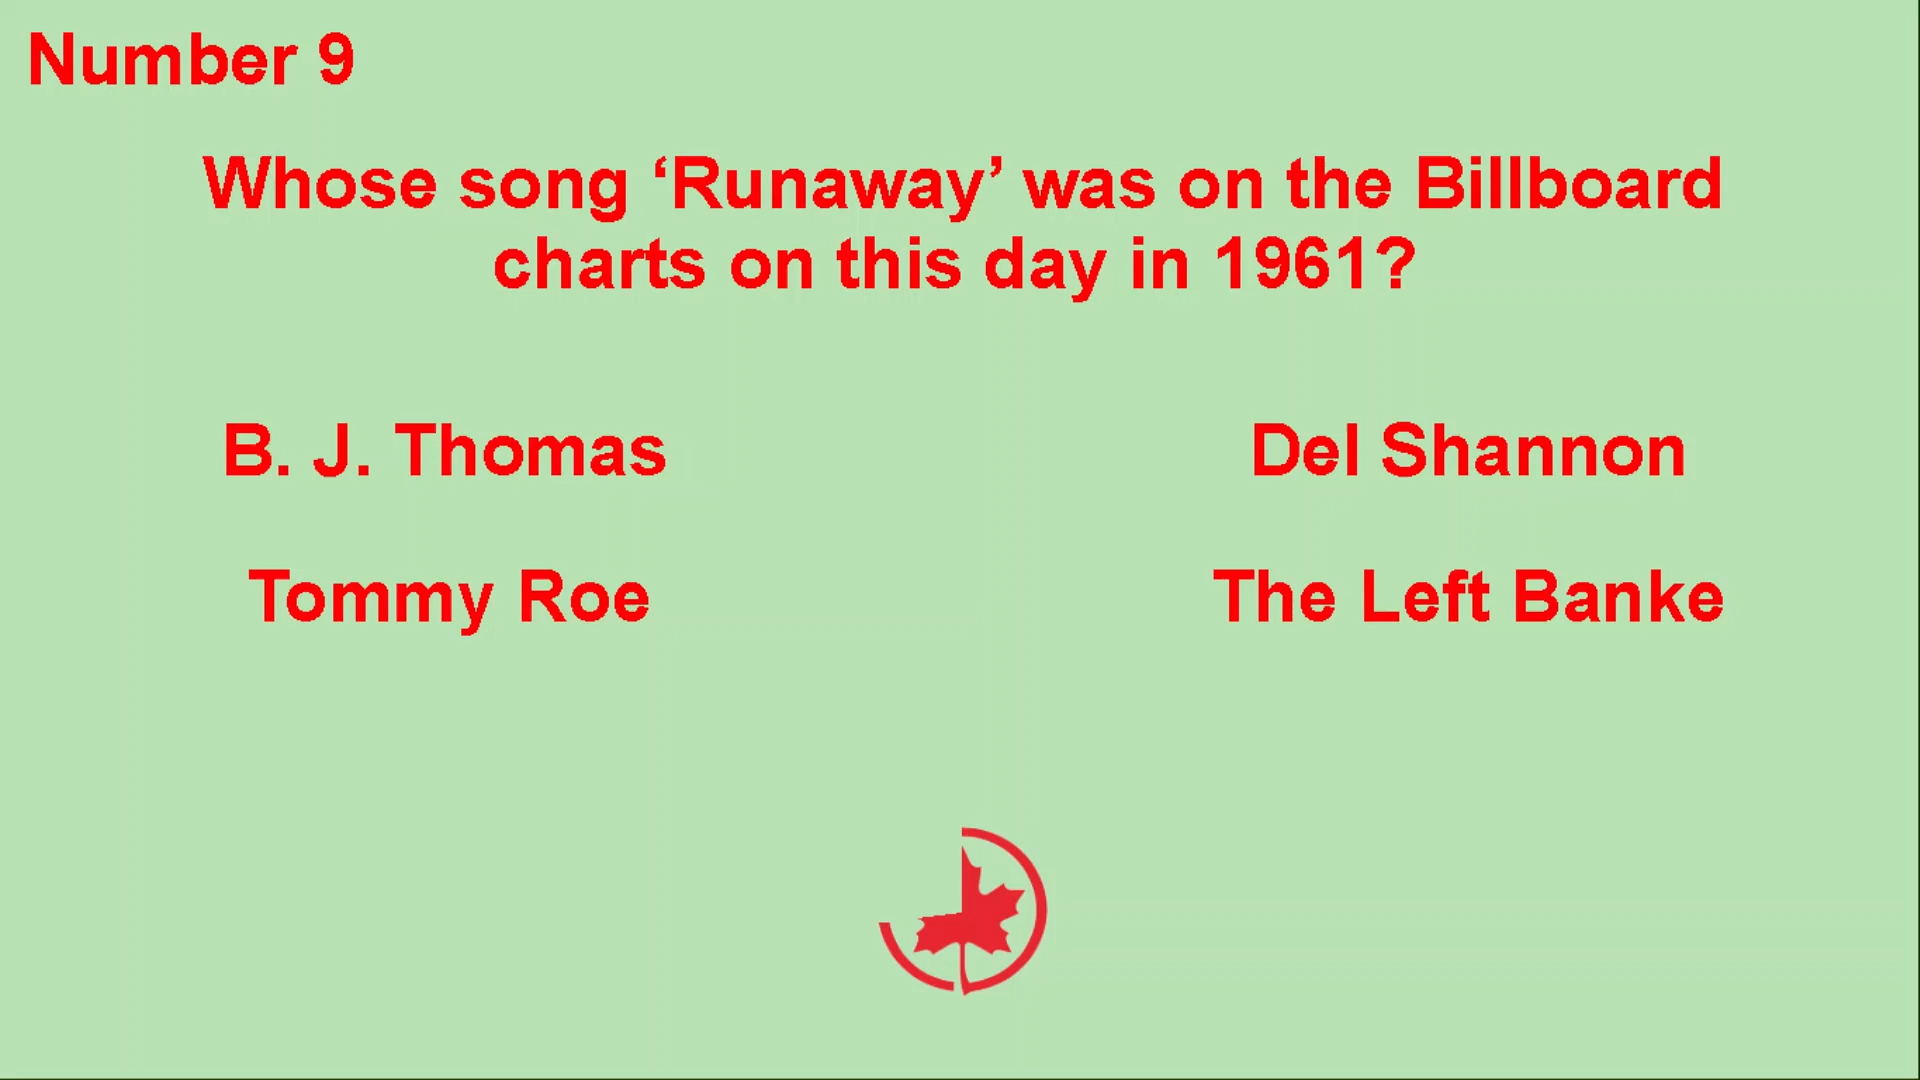 Number 9
Whose song ‘Runaway’ was on the Billboard
charts on this day in 1961?
B. J. Thomas
Del Shannon
Tommy Roe
The Left Banke